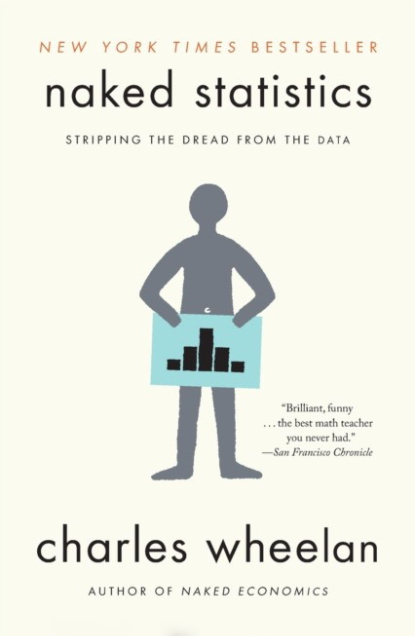 NEW YORK TIMES BESTSELLER
naked statistics
STRIPPING THE DREAD FROM THE DATA
“Brilliant, funny
. . . the best math teacher
you never had.”
—San Francisco Chronicle
charles wheelan
AUTHOR OF NAKED ECONOMICS